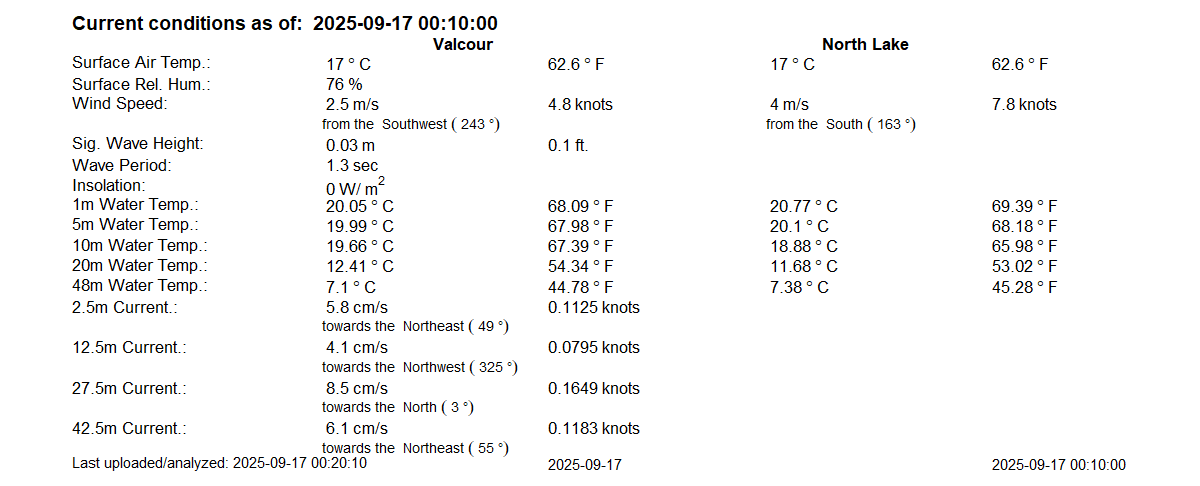 Current conditions as of: 2025-09-17 00:10:00
Valcour North Lake
Surface Air Temp.: 17 ° C 62.6 ° F 17 ° C 62.6 ° F
Surface Rel. Hum.: 76 %
Wind Speed: 2.5 m/s 4.8 knots 4 m/s 7.8 knots
from the Southwest ( 243 °) from the South ( 163 °)
Sig. Wave Height: 0.03 m 0.1 ft.
Wave Period: 1.3 sec
Insolation: 0 W/ m2
1m Water Temp.: 20.05 ° C 68.09 ° F 20.77 ° C 69.39 ° F
5m Water Temp.: 19.99 ° C 67.98 ° F 20.1 ° C 68.18 ° F
10m Water Temp.: 19.66 ° C 67.39 ° F 18.88 ° C 65.98 ° F
20m Water Temp.: 12.41 ° C 54.34 ° F 11.68 ° C 53.02 ° F
48m Water Temp.: 7.1 ° C 44.78 ° F 7.38 ° C 45.28 ° F
2.5m Current.: 5.8 cm/s 0.1125 knots
towards the Northeast ( 49 °)
12.5m Current.: 4.1 cm/s 0.0795 knots
towards the Northwest ( 325 °)
27.5m Current.: 8.5 cm/s 0.1649 knots
towards the North ( 3 °)
42.5m Current.: 6.1 cm/s 0.1183 knots
towards the Northeast ( 55 °)
Last uploaded/analyzed: 2025-09-17 00:20:10 2025-09-17 2025-09-17 00:10:00